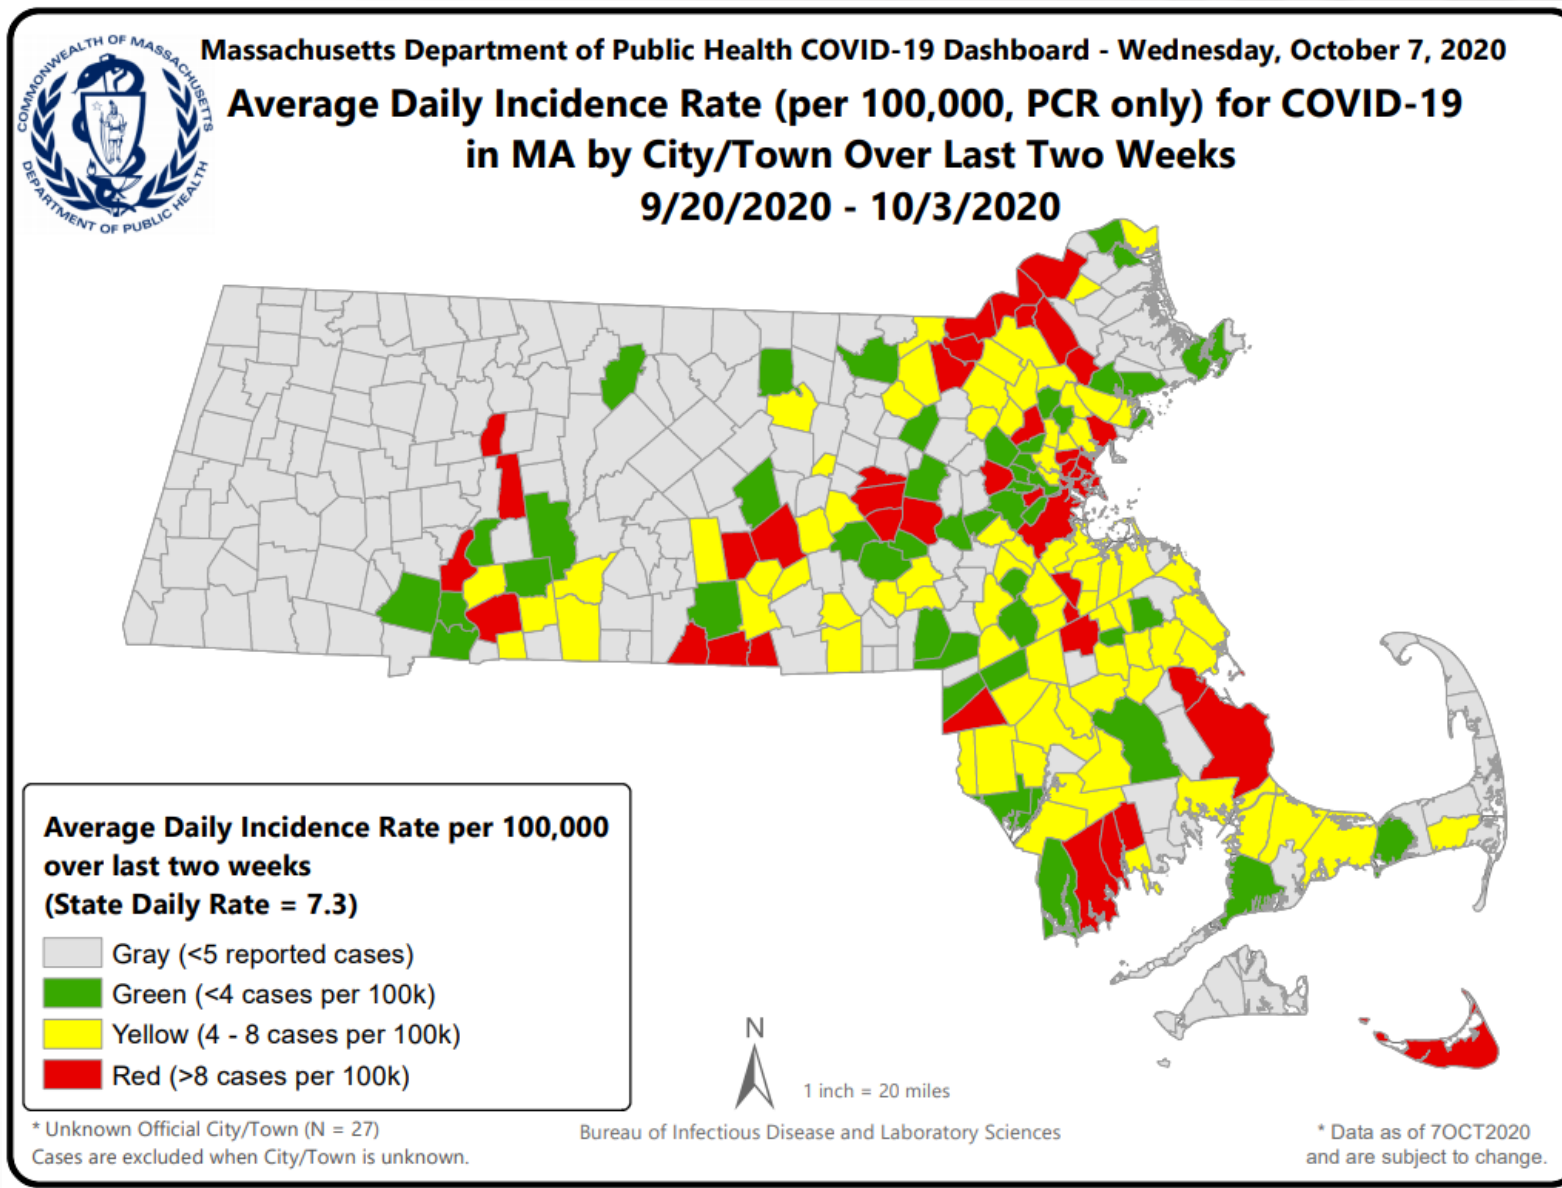 COMMONWEALTH OF MASSACHUSETTS
DEPARTMENT OF PUBLIC HEALTH
Massachusetts Department of Public Health COVID-19 Dashboard - Wednesday, October 7, 2020
Average Daily Incidence Rate (per 100,000, PCR only) for COVID-19
in MA by City/Town Over Last Two Weeks
9/20/2020 - 10/3/2020
Average Daily Incidence Rate per 100,000
over last two weeks
(State Daily Rate = 7.3)
Gray (<5 reported cases)
Green (<4 cases per 100k)
Yellow (4 - 8 cases per 100k)
Red (>8 cases per 100k)
N
1 inch = 20 miles
* Unknown Official City/Town (N = 27)
Cases are excluded when City/Town is unknown.
Bureau of Infectious Disease and Laboratory Sciences
* Data as of 7OCT2020
and are subject to change.